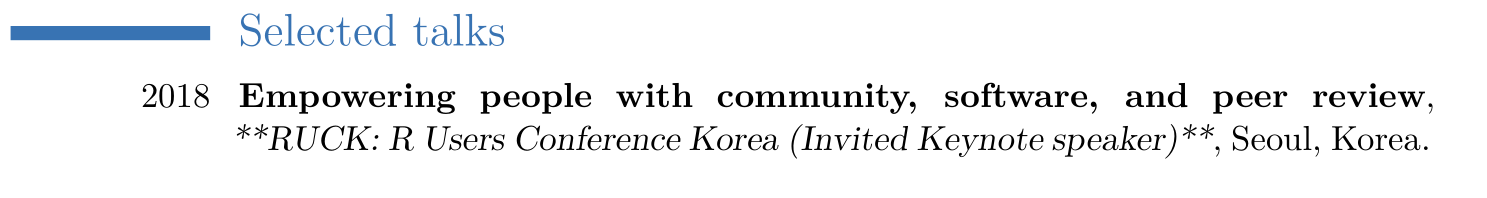 Selected talks
2018 Empowering people with community, software, and peer review,
**RUCK: R Users Conference Korea (Invited Keynote speaker)**, Seoul, Korea.